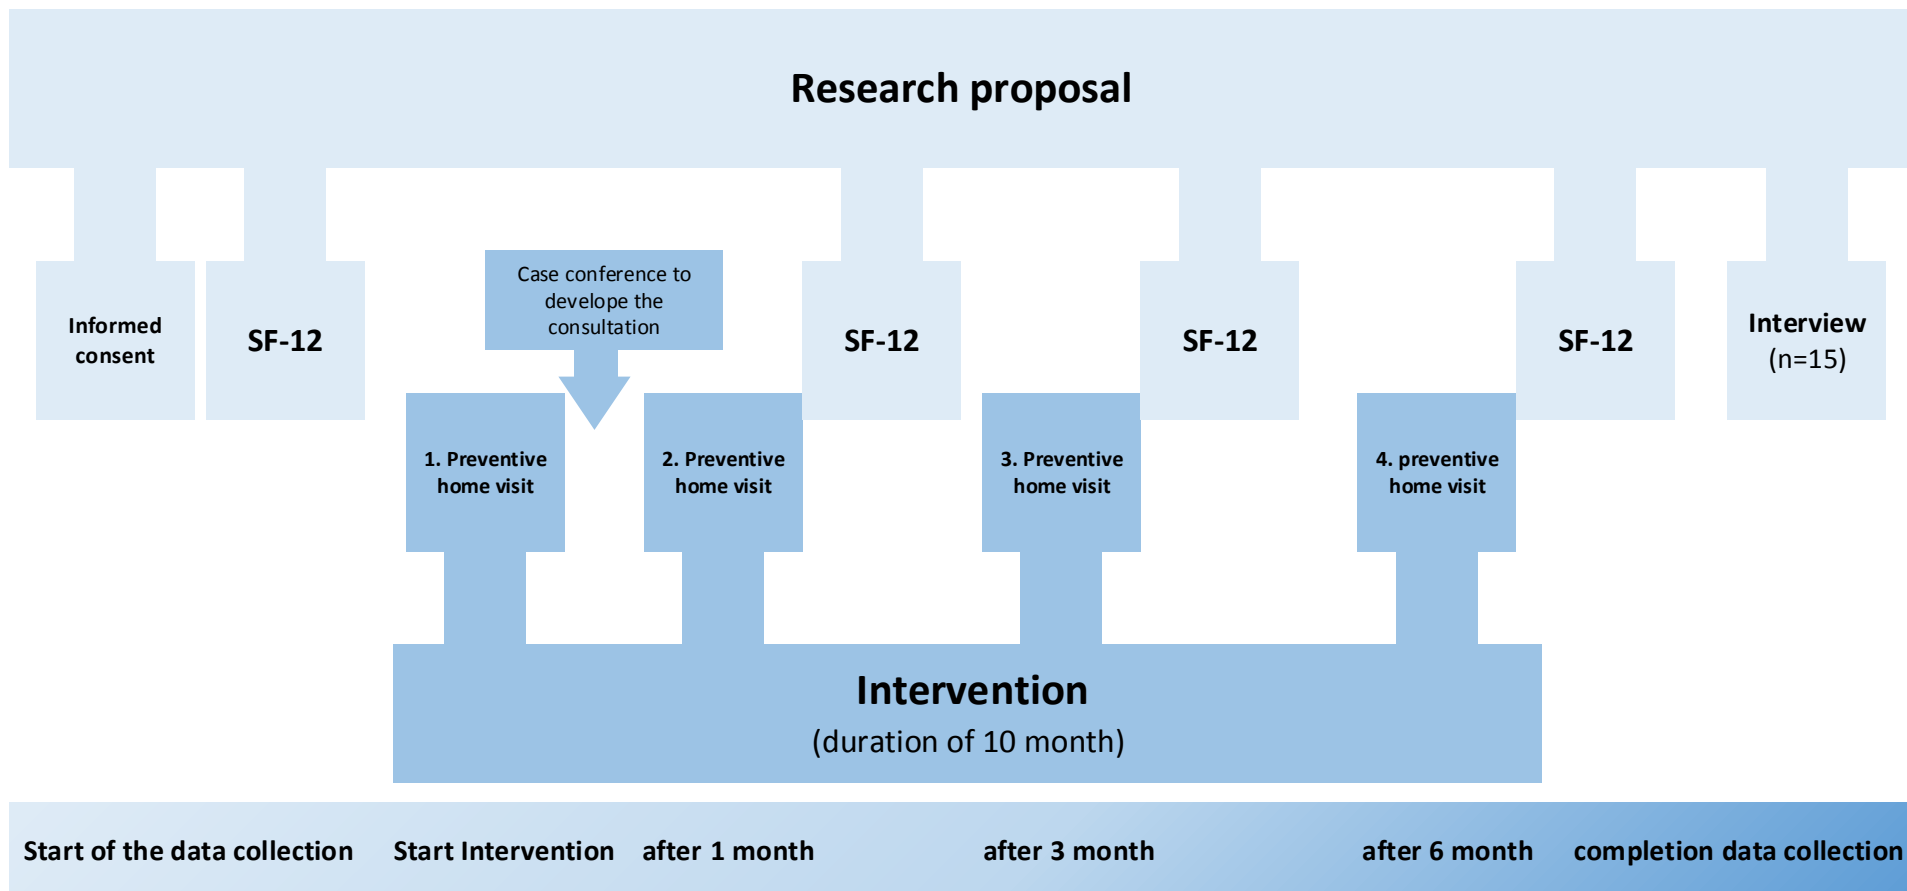 Research proposal
Informed
consent
SF-12
Case conference to
develope the
consultation
SF-12
SF-12
SF-12
Interview
(n=15)
1. Preventive
home visit
2. Preventive
home visit
3. Preventive
home visit
4. preventive
home visit
Intervention
(duration of 10 month)
Start of the data collection
Start Intervention
after 1 month
after 3 month
after 6 month
completion data collection